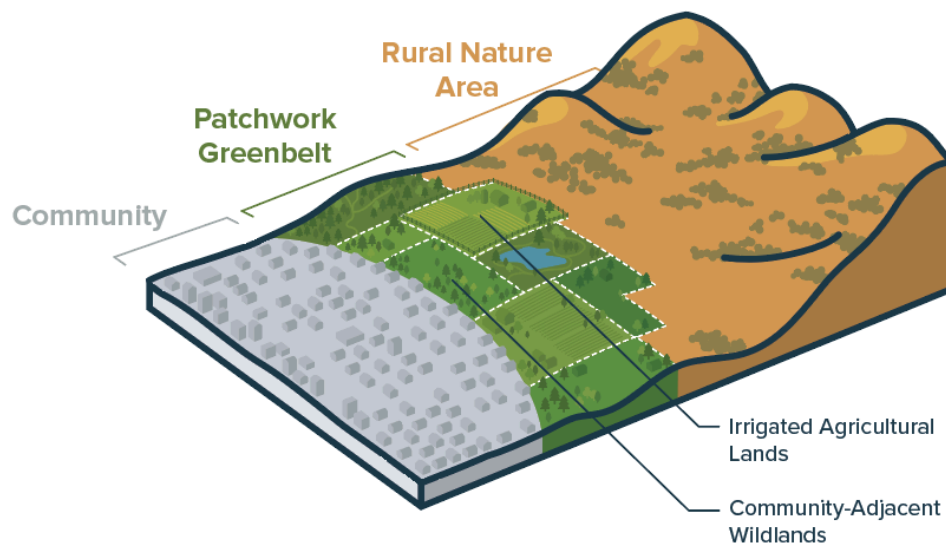 Rural Nature
Area
Patchwork
Greenbelt
Community
Irrigated Agricultural
Lands
Community-Adjacent
Wildlands